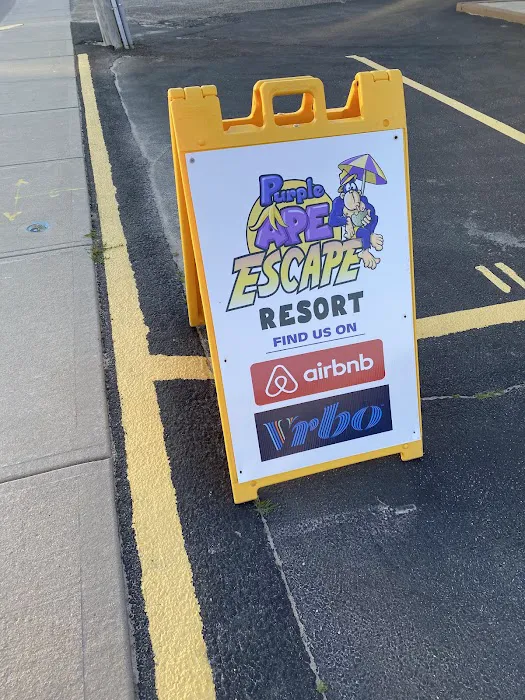 Purple
APE
ESCAPE
RESORT
FIND US ON
airbnb
Vrbo